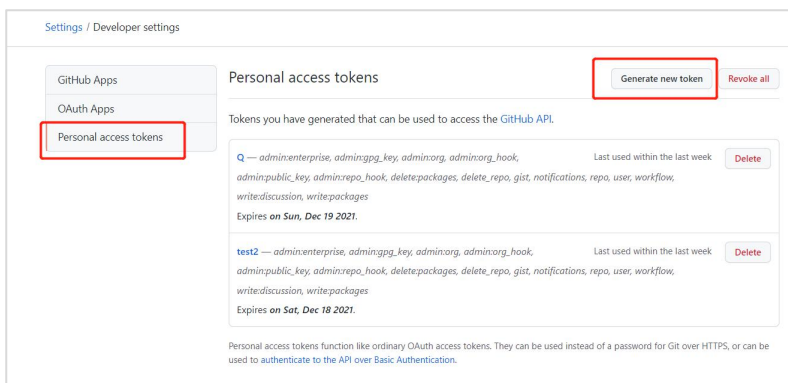 Settings / Developer settings
GitHub Apps
OAuth Apps
Personal access tokens
Personal access tokens
Generate new token
Revoke all
Tokens you have generated that can be used to access the GitHub API.
Q — admin:enterprise, admin:gpg_key, admin:org, admin:org_hook,
admin:public_key, admin:repo_hook, delete:packages, delete_repo, gist, notifications, repo, user, workflow,
write:discussion, write:packages
Last used within the last week
Delete
Expires on Sun, Dec 19 2021.
test2 — admin:enterprise, admin:gpg_key, admin:org, admin:org_hook,
admin:public_key, admin:repo_hook, delete:packages, delete_repo, gist, notifications, repo, user, workflow,
write:discussion, write:packages
Last used within the last week
Delete
Expires on Sat, Dec 18 2021.
Personal access tokens function like ordinary OAuth access tokens. They can be used instead of a password for Git over HTTPS, or can be
used to authenticate to the API over Basic Authentication.